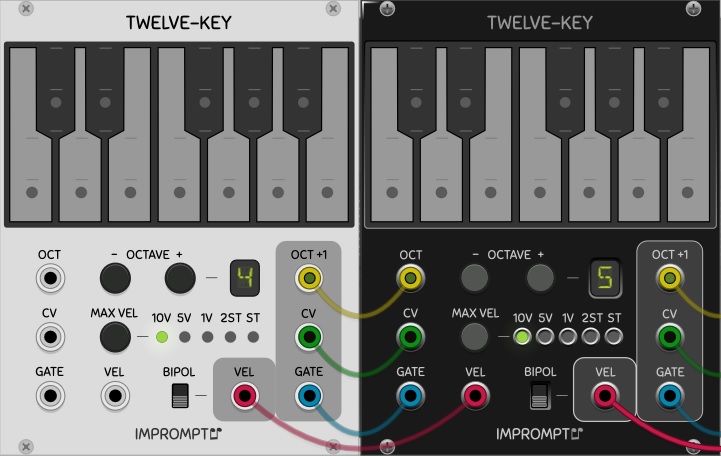 TWELVE-KEY
OCT - OCTAVE + 4 OCT +1
CV MAX VEL 10V 5V 1V 2ST ST CV
GATE VEL BIPOL VEL GATE
IMPROMPT
TWELVE-KEY
OCT - OCTAVE + 5 OCT +1
CV MAX VEL 10V 5V 1V 2ST ST CV
GATE VEL BIPOL VEL GATE
IMPROMPT